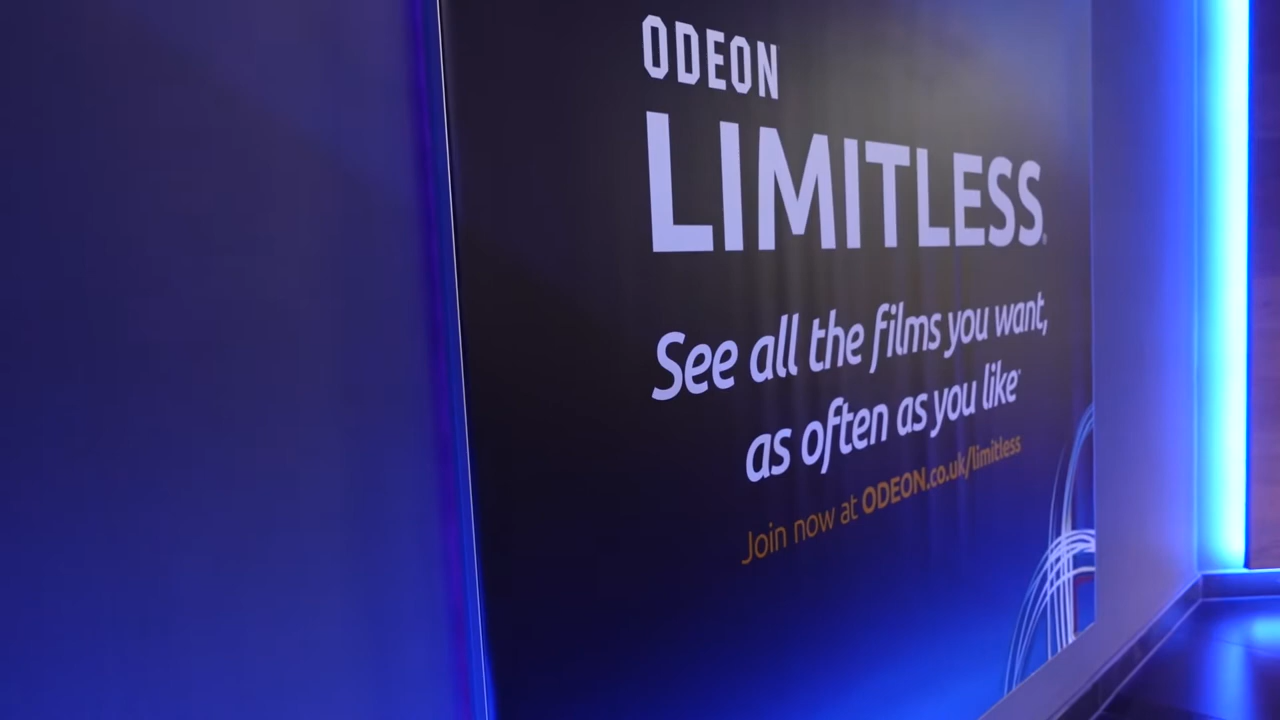 ODEON
LIMITLESS®
See all the films you want,
as often as you like*
Join now at ODEON.co.uk/limitless